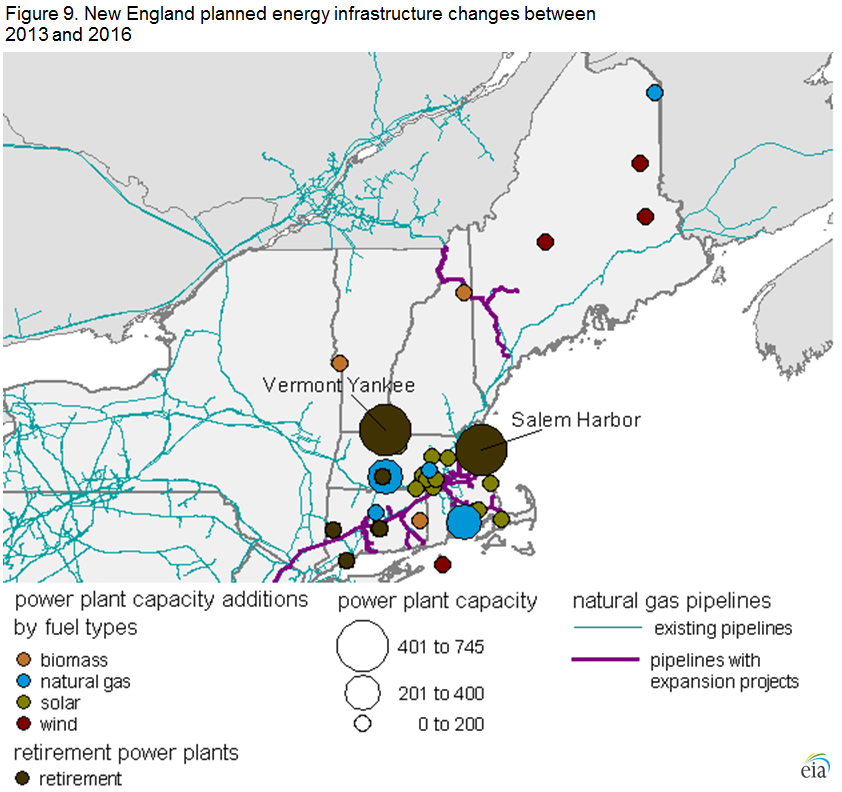 Figure 9. New England planned energy infrastructure changes between
2013 and 2016
Vermont Yankee
Salem Harbor
power plant capacity additions
by fuel types
biomass
natural gas
solar
wind
retirement power plants
retirement
power plant capacity
401 to 745
201 to 400
0 to 200
natural gas pipelines
existing pipelines
pipelines with
expansion projects
eia